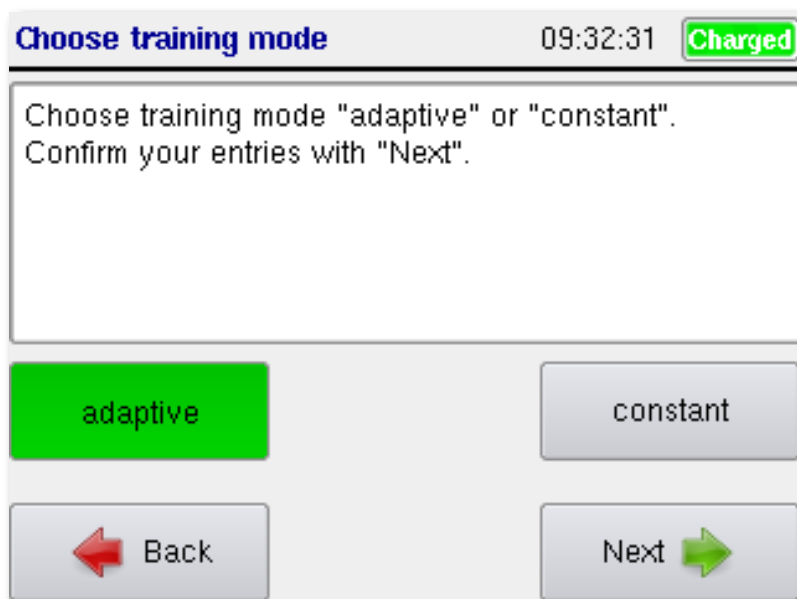 Choose training mode 09:32:31 Charged
Choose training mode "adaptive" or "constant".
Confirm your entries with "Next".
adaptive constant
Back Next